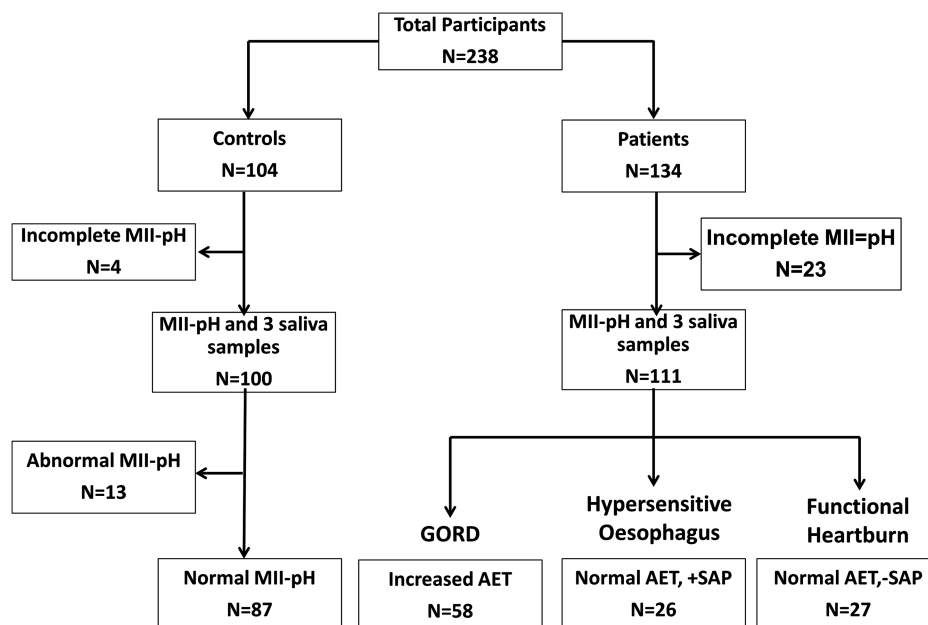 Total Participants
N=238
Controls
N=104
Patients
N=134
Incomplete MII-pH
N=4
Incomplete MII=pH
N=23
MII-pH and 3 saliva
samples
N=100
MII-pH and 3 saliva
samples
N=111
Abnormal MII-pH
N=13
GORD
Hypersensitive
Oesophagus
Functional
Heartburn
Normal MII-pH
N=87
Increased AET
N=58
Normal AET, +SAP
N=26
Normal AET,-SAP
N=27